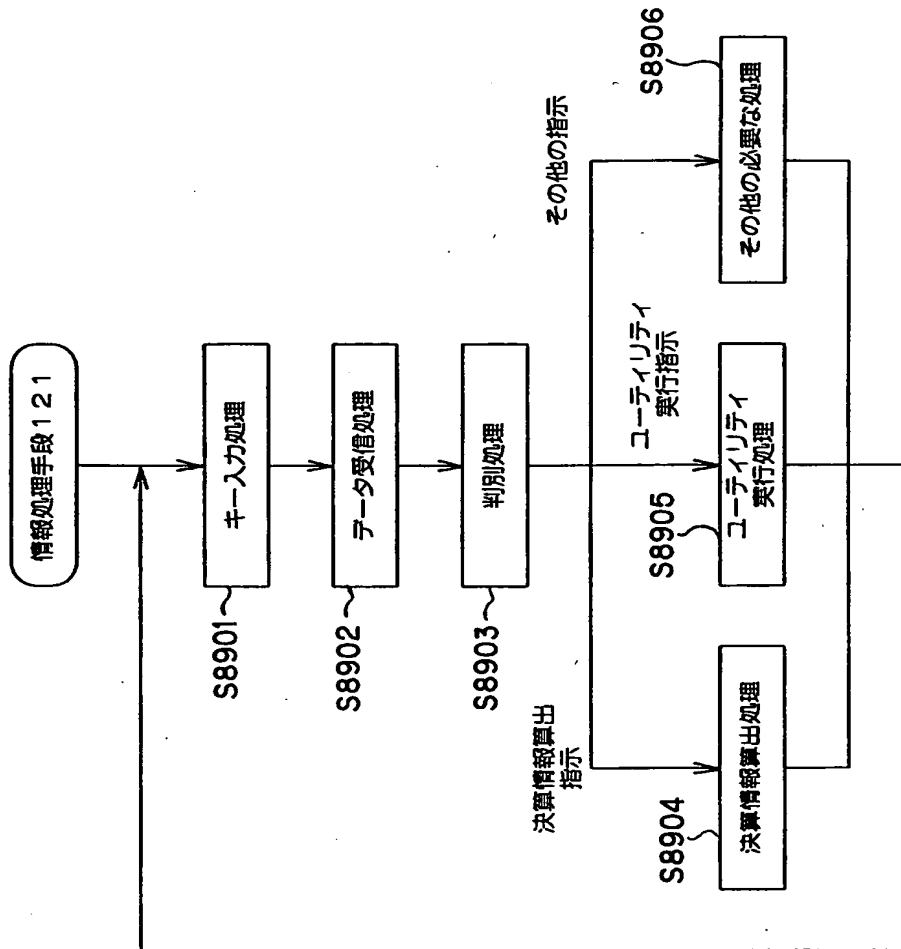 情報処理手段１２１
キー入力処理
S8901
データ受信処理
S8902
判別処理
S8903
決算情報算出
指示
ユーティリティ
実行指示
その他の指示
決算情報算出処理
S8904
ユーティリティ
実行処理
S8905
その他の必要な処理
S8906